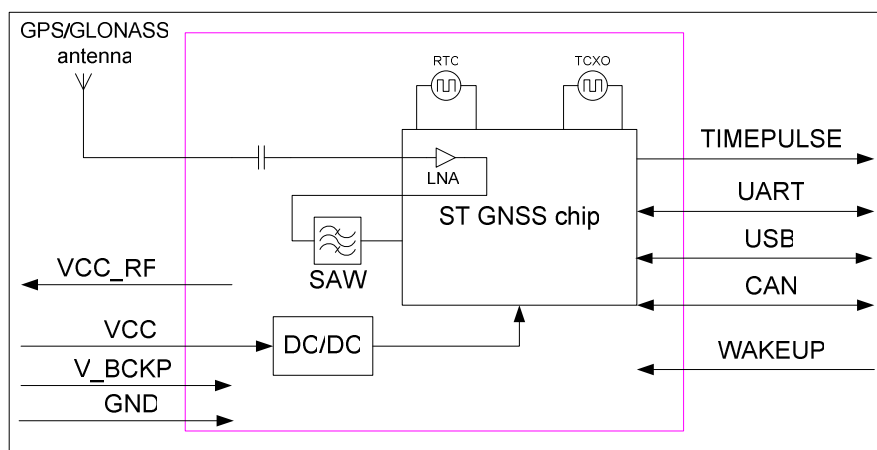 GPS/GLONASS
antenna
RTC
TCXO
LNA
ST GNSS chip
SAW
DC/DC
VCC_RF
VCC
V_BCKP
GND
TIMEPULSE
UART
USB
CAN
WAKEUP